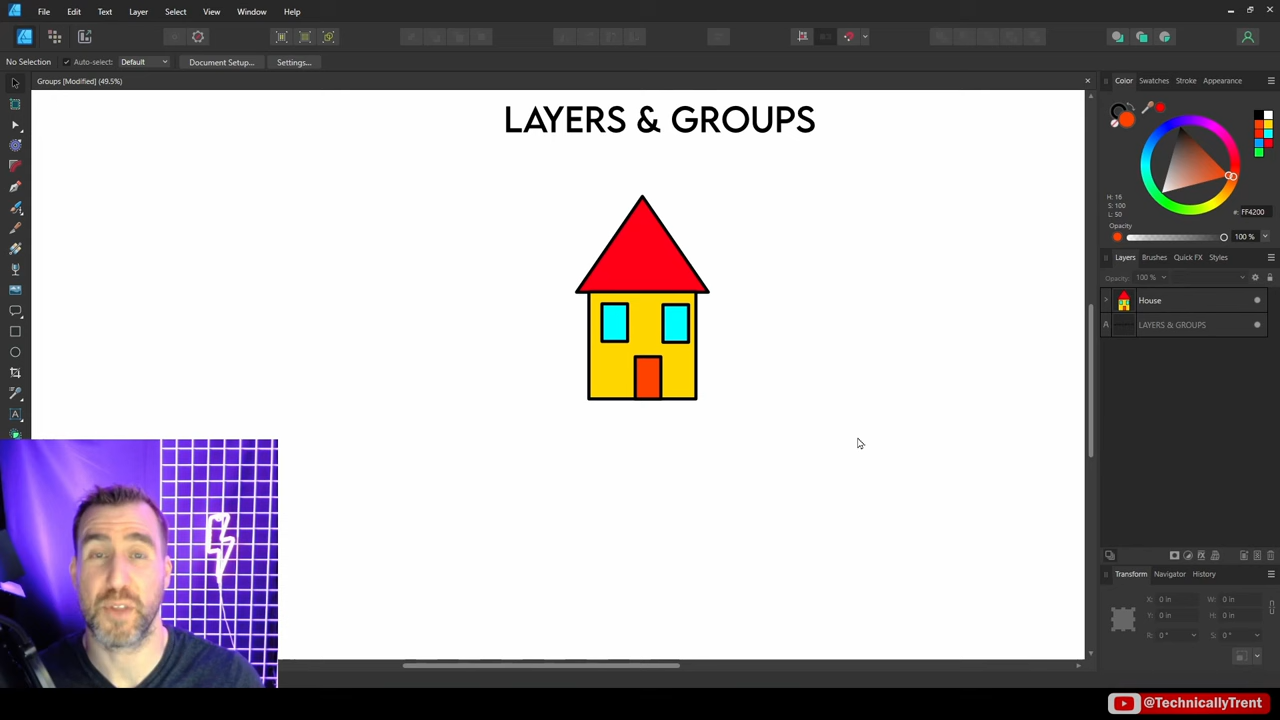 File Edit Text Layer Select View Window Help
No Selection Auto-select: Default Document Setup... Settings...
Groups [Modified] (49.5%)
LAYERS & GROUPS
Color Swatches Stroke Appearance
H: 16
S: 100
L: 50
#: FF4200
Opacity
100 %
Layers Brushes Quick FX Styles
Opacity: 100 %
House
A LAYERS & GROUPS
Transform Navigator History
X: 0 in W: 0 in
Y: 0 in H: 0 in
R: 0 ° S: 0 °
@TechnicallyTrent